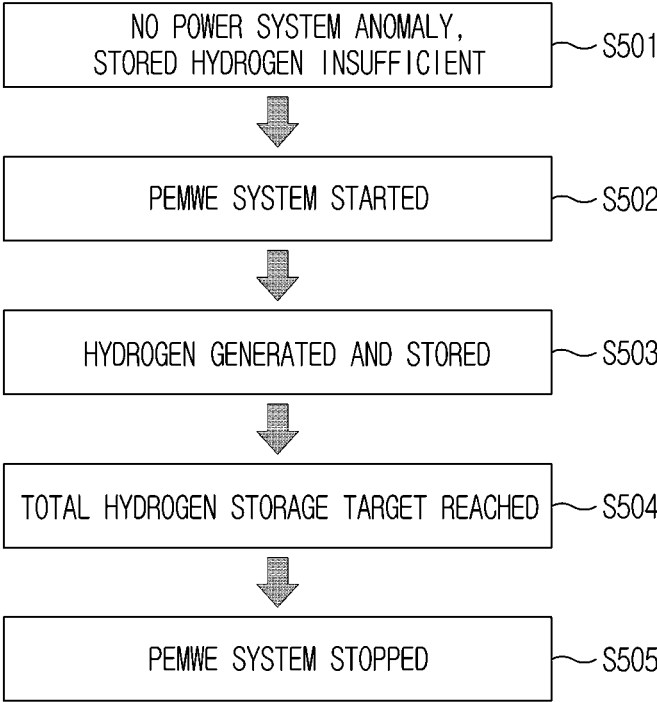 NO POWER SYSTEM ANOMALY,
STORED HYDROGEN INSUFFICIENT
S501
PEMWE SYSTEM STARTED
S502
HYDROGEN GENERATED AND STORED
S503
TOTAL HYDROGEN STORAGE TARGET REACHED
S504
PEMWE SYSTEM STOPPED
S505